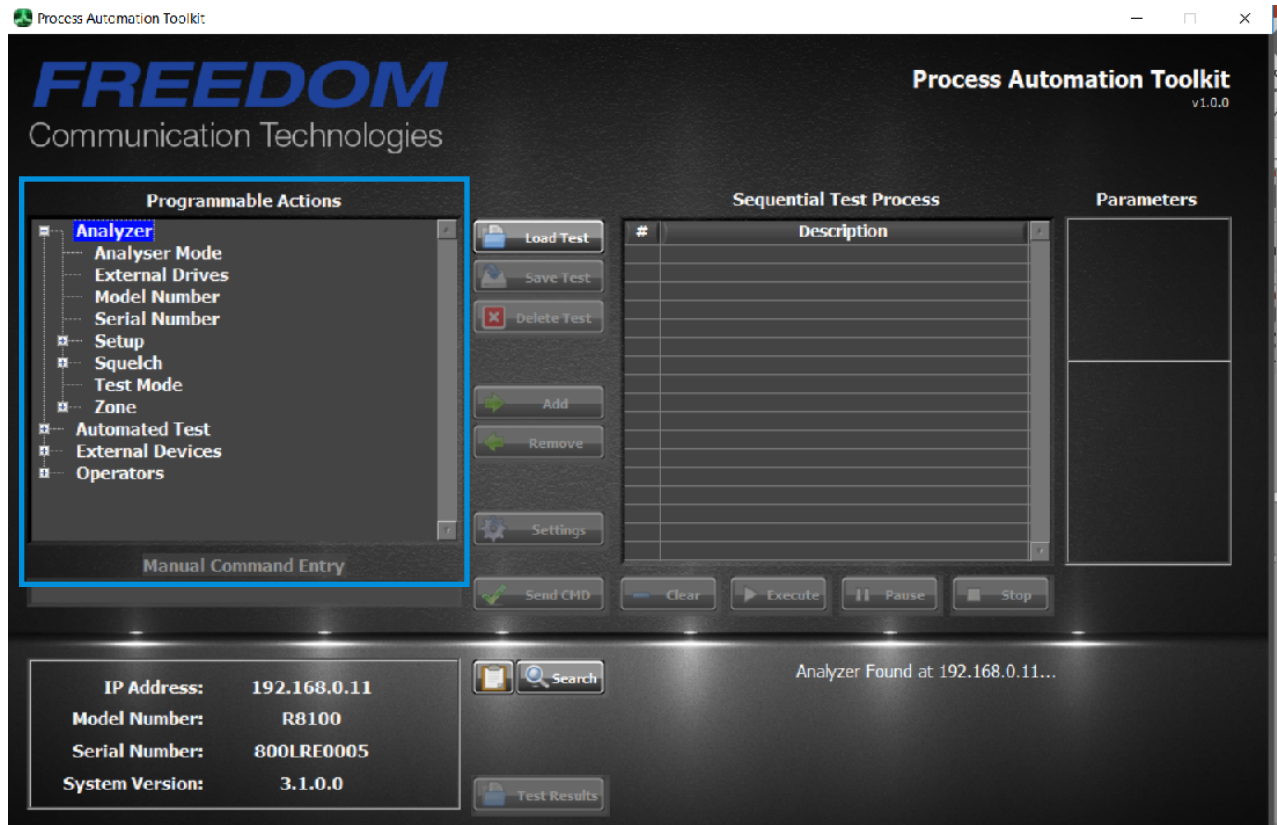 Process Automation Toolkit
FREEDOM
Communication Technologies
Process Automation Toolkit
v1.0.0
Programmable Actions
Analyzer
Analyser Mode
External Drives
Model Number
Serial Number
Setup
Squelch
Test Mode
Zone
Automated Test
External Devices
Operators
Manual Command Entry
Load Test
Save Test
Delete Test
Add
Remove
Settings
Send CMD
Sequential Test Process
# Description
Clear Execute Pause Stop
Parameters
IP Address: 192.168.0.11
Model Number: R8100
Serial Number: 800LRE0005
System Version: 3.1.0.0
Search
Test Results
Analyzer Found at 192.168.0.11...